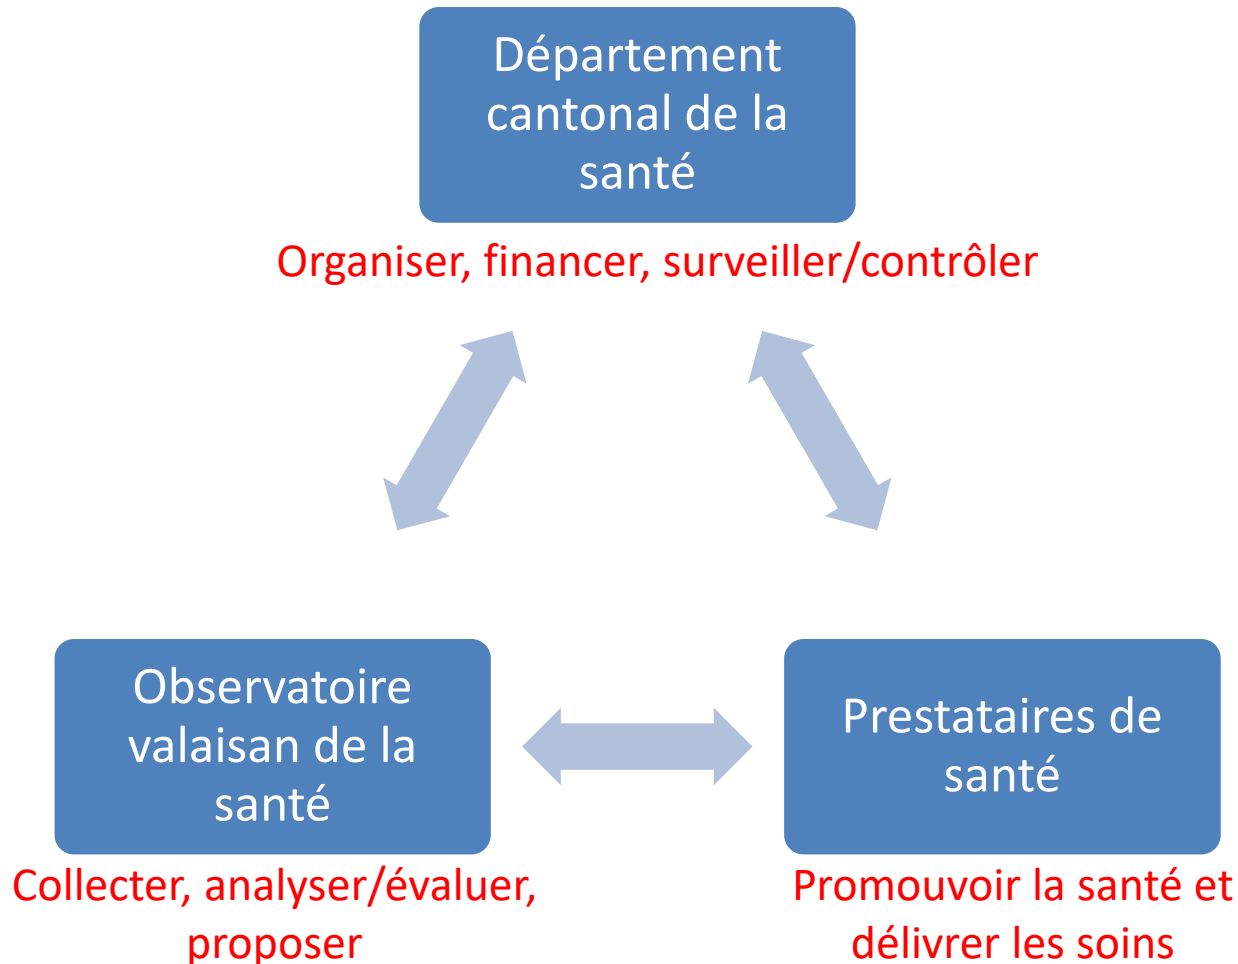 Département
cantonal de la
santé
Organiser, financer, surveiller/contrôler
Observatoire
valaisan de la
santé
Collecter, analyser/évaluer,
proposer
Prestataires de
santé
Promouvoir la santé et
délivrer les soins